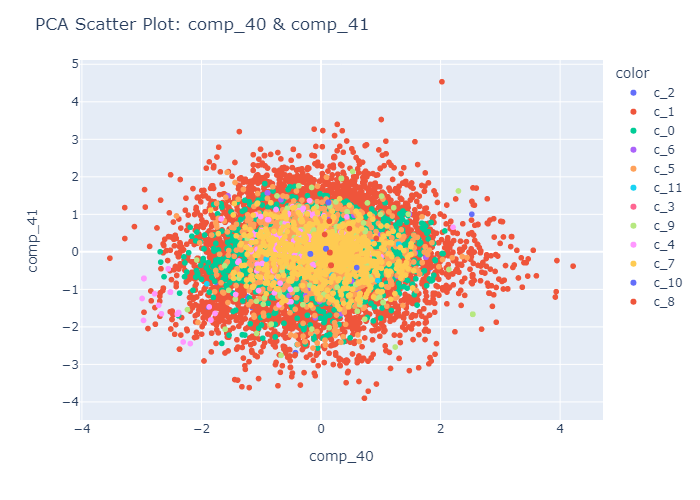 PCA Scatter Plot: comp_40 & comp_41
color
c_2
c_1
c_0
c_6
c_5
c_11
c_3
c_9
c_4
c_7
c_10
c_8
5
4
3
2
1
0
−1
−2
−3
−4
comp_41
−4
−2
0
2
4
comp_40